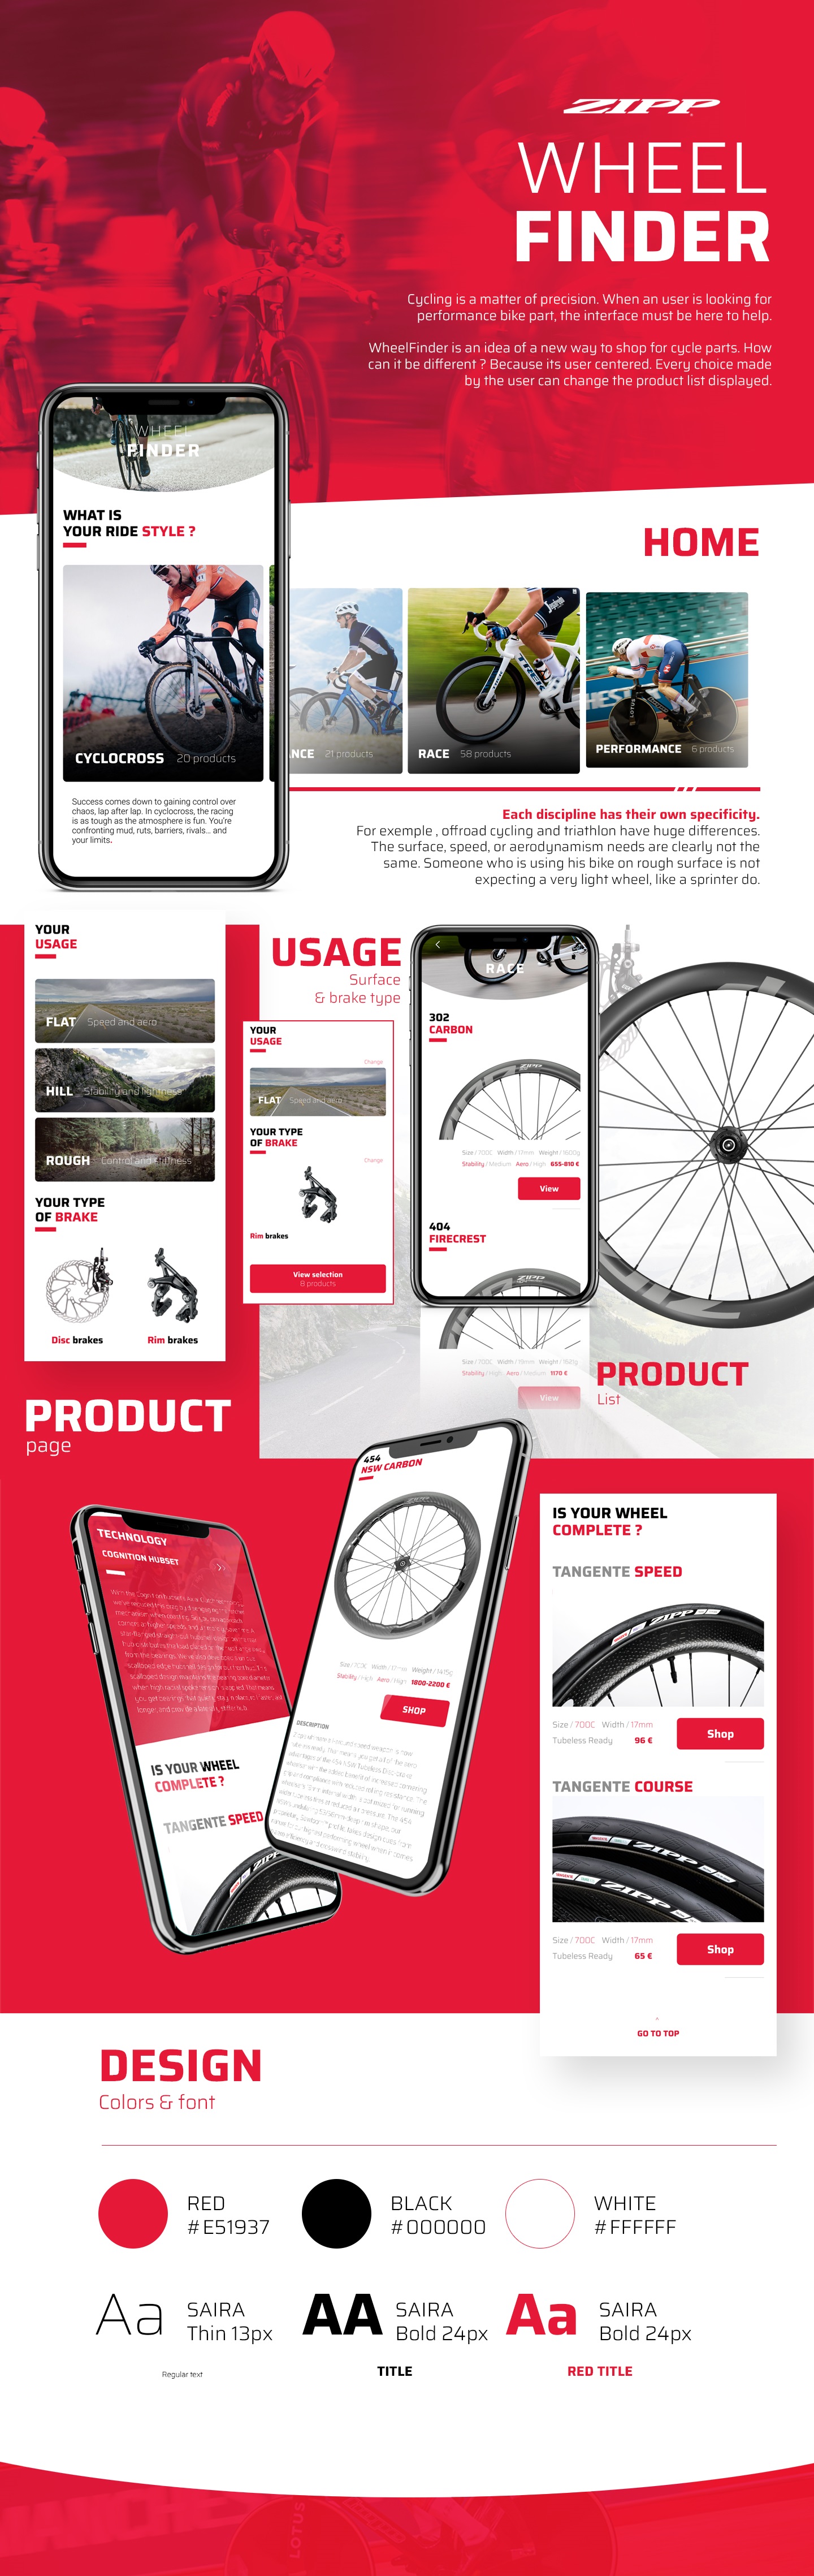 ZIPP
WHEEL
FINDER
Cycling is a matter of precision. When an user is looking for
performance bike part, the interface must be here to help.
WheelFinder is an idea of a new way to shop for cycle parts. How
can it be different ? Because its user centered. Every choice made
by the user can change the product list displayed.
WHEEL
FINDER
WHAT IS
YOUR RIDE STYLE ?
CYCLOCROSS 20 products
Success comes down to gaining control over
chaos, lap after lap. In cyclocross, the racing
is as tough as the atmosphere is fun. You're
confronting mud, ruts, barriers, rivals... and
your limits.
HOME
ANCE 21 products
TREK
RACE 58 products
CHEST
LOTUS
PERFORMANCE 6 products
Each discipline has their own specificity.
For exemple , offroad cycling and triathlon have huge differences.
The surface, speed, or aerodynamism needs are clearly not the
same. Someone who is using his bike on rough surface is not
expecting a very light wheel, like a sprinter do.
YOUR
USAGE
FLAT Speed and aero
HILL Stability and lightness
ROUGH Control and stiffness
YOUR TYPE
OF BRAKE
Disc brakes Rim brakes
USAGE
Surface
& brake type
YOUR
USAGE
Change
FLAT Speed and aero
YOUR TYPE
OF BRAKE
Change
Rim brakes
View selection
8 products
RACE
302
CARBON
ZIPP
Size / 700C Width / 17mm Weight / 1600g
Stability / Medium Aero / High 655-810 €
View
404
FIRECREST
ZIPP
Stability / High Aero / Medium 1170 €
View
PRODUCT
List
PRODUCT
page
TECHNOLOGY
COGNITION HUBSET
IS YOUR WHEEL
COMPLETE ?
TANGENTE SPEED
ZIPP
454
NSW CARBON
Size / 700C Width / 17mm Weight / 1415g
Stability / High Aero / High 1800-2200 €
SHOP
DESCRIPTION
IS YOUR WHEEL
COMPLETE ?
TANGENTE SPEED
ZIPP
Size / 700C Width / 17mm
Tubeless Ready 96 €
Shop
TANGENTE COURSE
ZIPP
ZIPP
Size / 700C Width / 17mm
Tubeless Ready 65 €
Shop
GO TO TOP
DESIGN
Colors & font
RED
#E51937
BLACK
#000000
WHITE
#FFFFFF
Aa SAIRA
Thin 13px
AA SAIRA
Bold 24px
Aa SAIRA
Bold 24px
Regular text
TITLE
RED TITLE
LOTUS